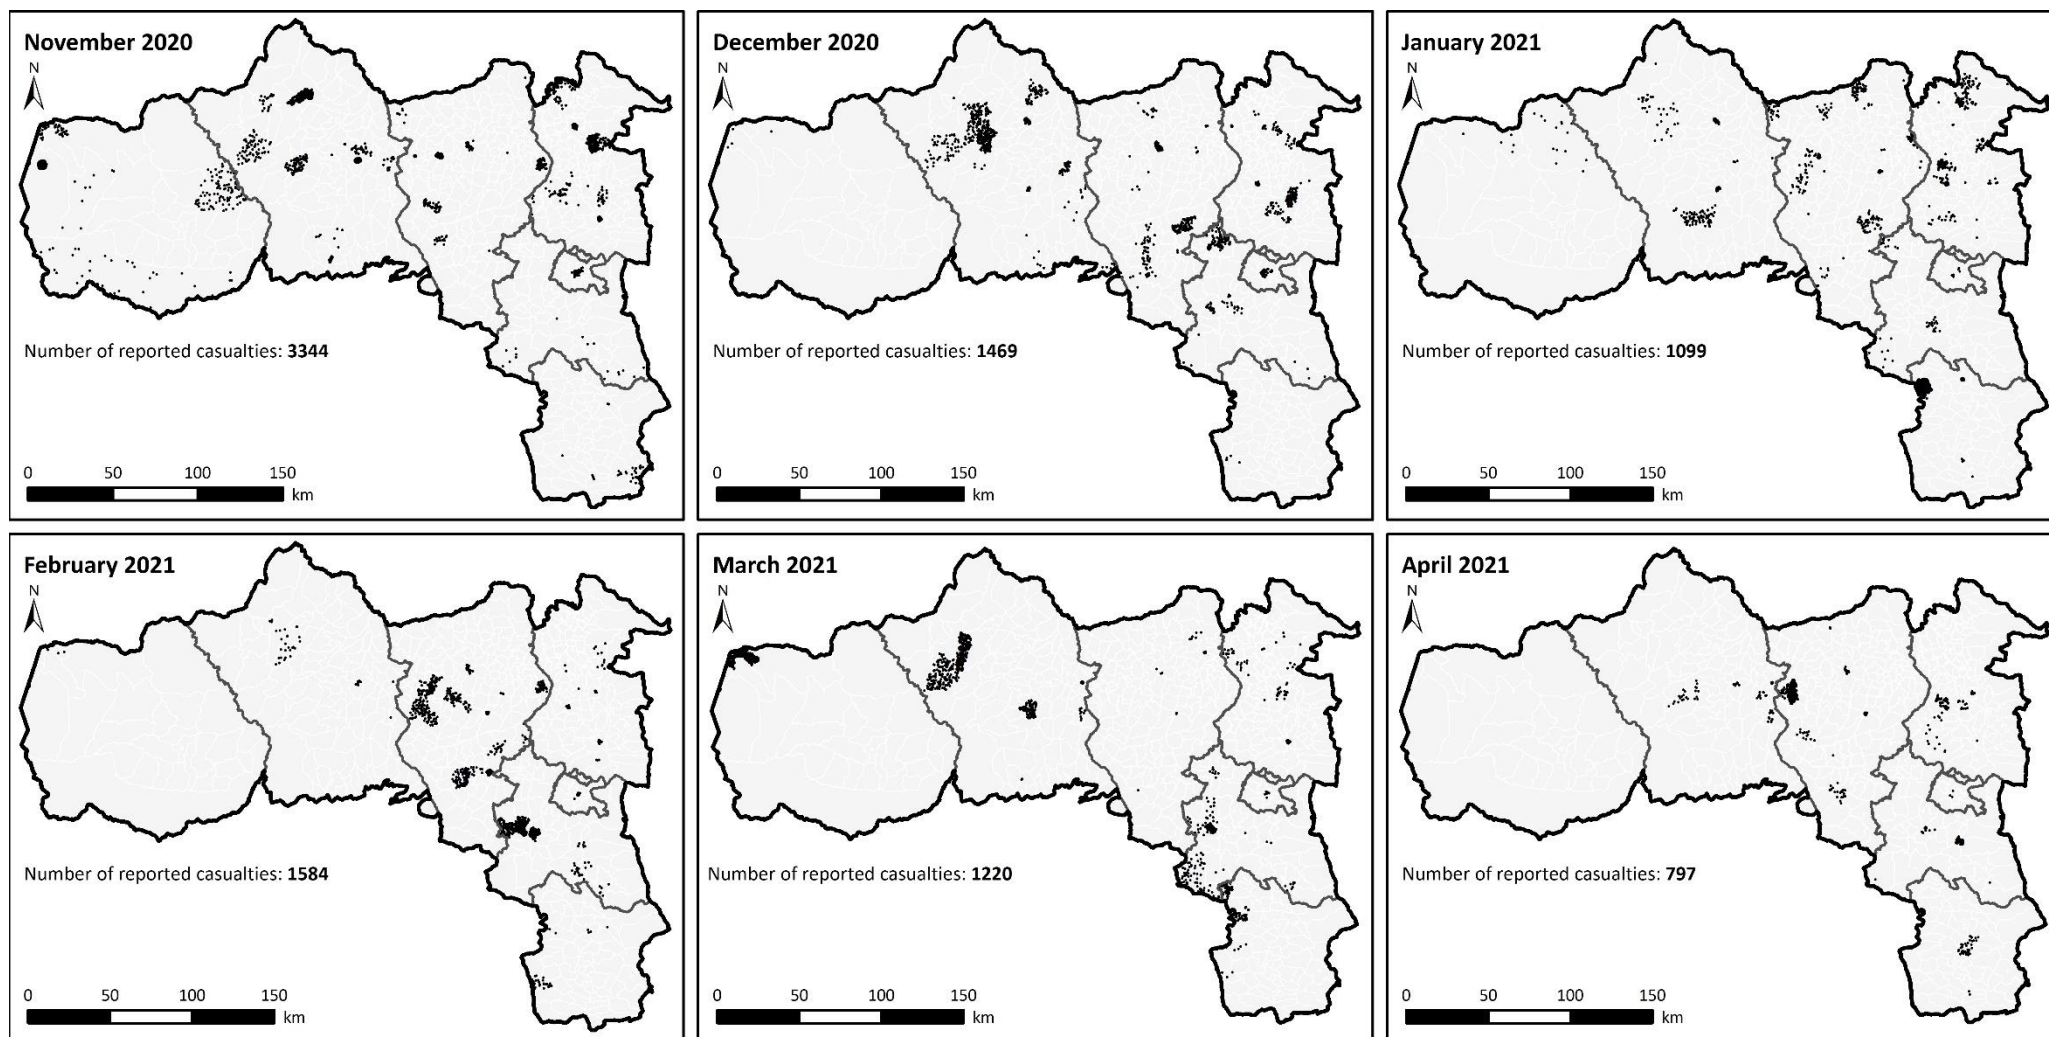 November 2020
N
Number of reported casualties: 3344
0 50 100 150
km
December 2020
N
Number of reported casualties: 1469
0 50 100 150
km
January 2021
N
Number of reported casualties: 1099
0 50 100 150
km
February 2021
N
Number of reported casualties: 1584
0 50 100 150
km
March 2021
N
Number of reported casualties: 1220
0 50 100 150
km
April 2021
N
Number of reported casualties: 797
0 50 100 150
km